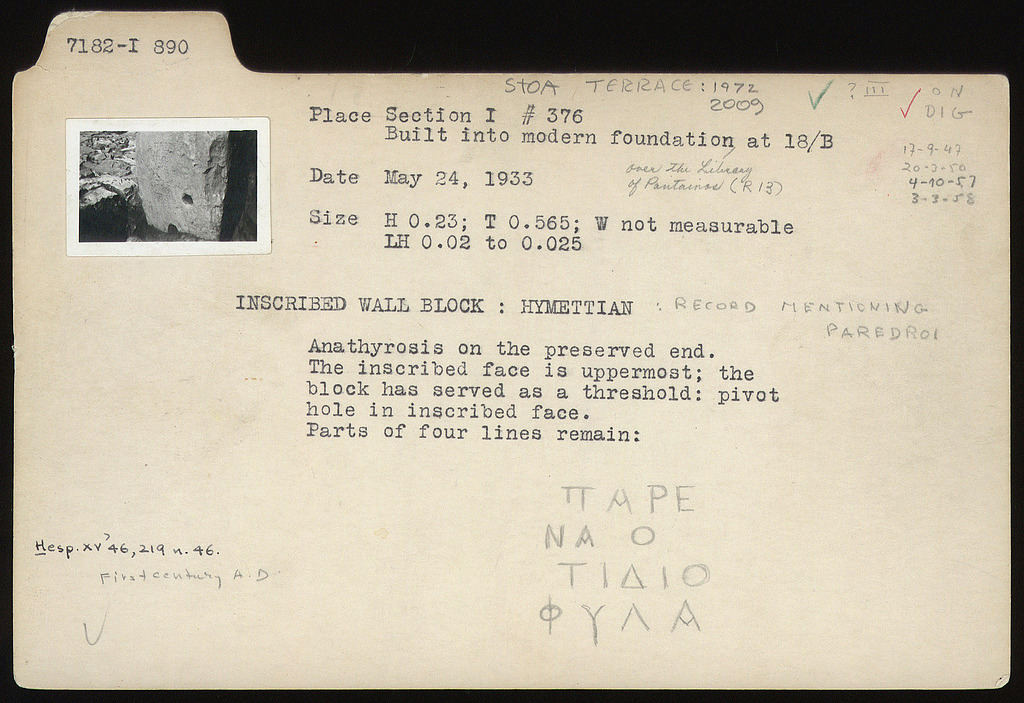 7182-I 890
STOA TERRACE: 1972
2009
? III
ON
DIG
Place Section I # 376
Built into modern foundation at 18/B
over the Library
of Pantainos (R 13)
17-9-47
20-3-50
4-10-57
3-3-58
Date May 24, 1933
Size H 0.23; T 0.565; W not measurable
LH 0.02 to 0.025
INSCRIBED WALL BLOCK : HYMETTIAN : RECORD MENTIONING
PAREDROI
Anathyrosis on the preserved end.
The inscribed face is uppermost; the
block has served as a threshold: pivot
hole in inscribed face.
Parts of four lines remain:
ΠΑΡΕ
ΝΑ Ο
ΤΙΔΙΟ
ΦΥΛΑ
Hesp. XV '46, 219 n. 46.
First century A.D.